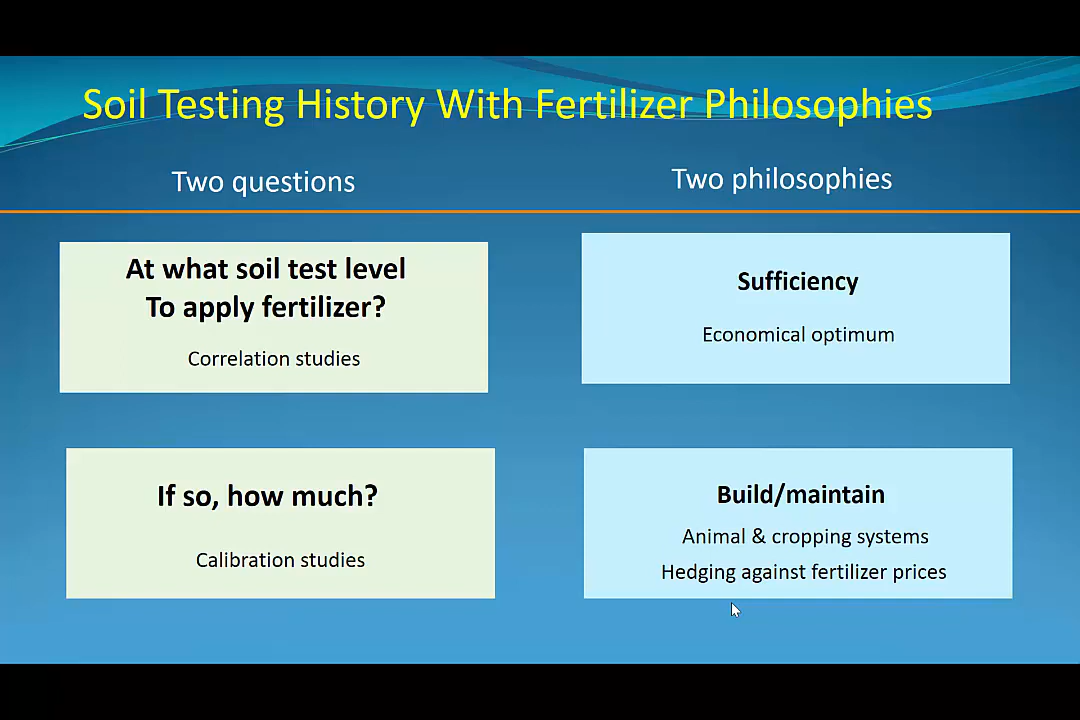 Soil Testing History With Fertilizer Philosophies
Two questions
At what soil test level
To apply fertilizer?
Correlation studies
If so, how much?
Calibration studies
Two philosophies
Sufficiency
Economical optimum
Build/maintain
Animal & cropping systems
Hedging against fertilizer prices